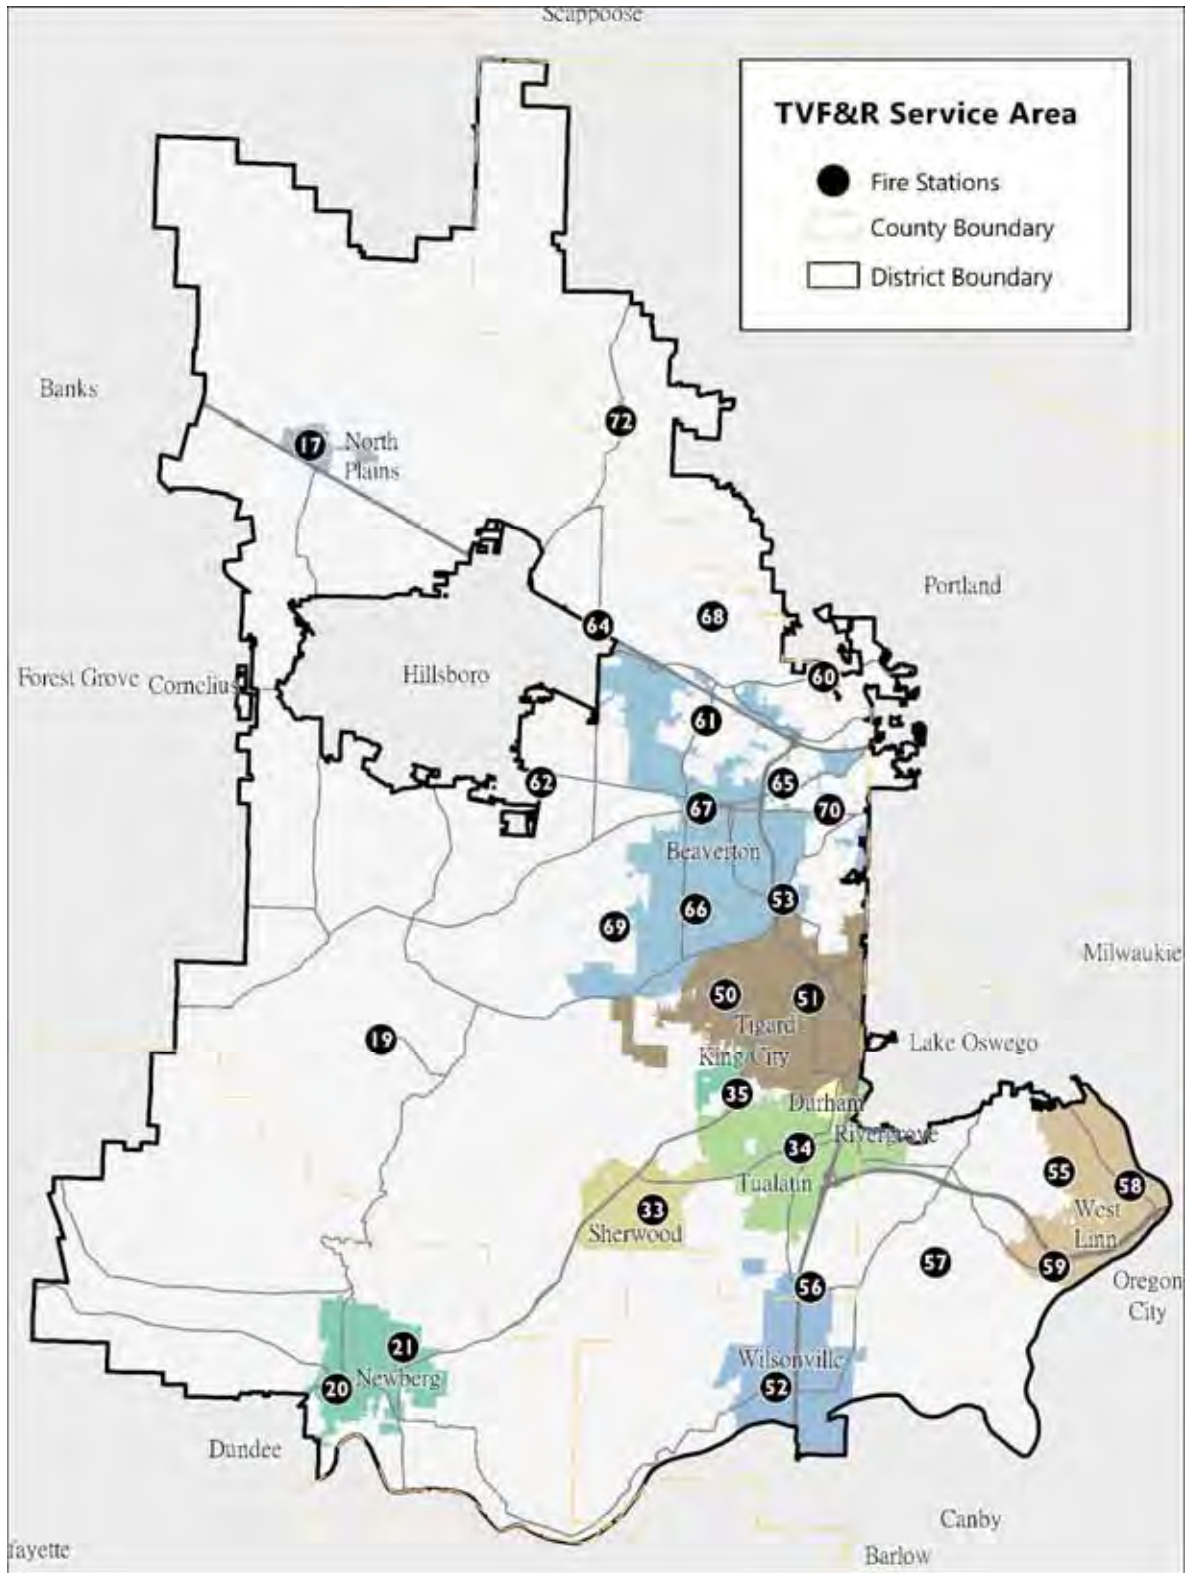 Scappoose
TVF&R Service Area
Fire Stations
County Boundary
District Boundary
Banks
72
17
North
Plains
Portland
64
68
Forest Grove
Cornelius
Hillsboro
60
61
62
65
67
70
Beaverton
53
66
69
Milwaukie
50
51
Tigard
19
King City
Lake Oswego
35
Durham
Rivergrove
34
Tualatin
55
58
West
Linn
33
Sherwood
57
59
56
Oregon
City
21
Newberg
20
Wilsonville
52
Dundee
Canby
fayette
Barlow